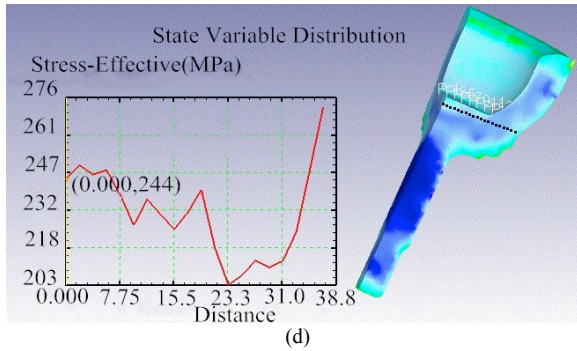 State Variable Distribution
Stress-Effective(MPa)
276
261
247
232
218
203
(0.000,244)
0.000 7.75 15.5 23.3 31.0 38.8
Distance
(d)